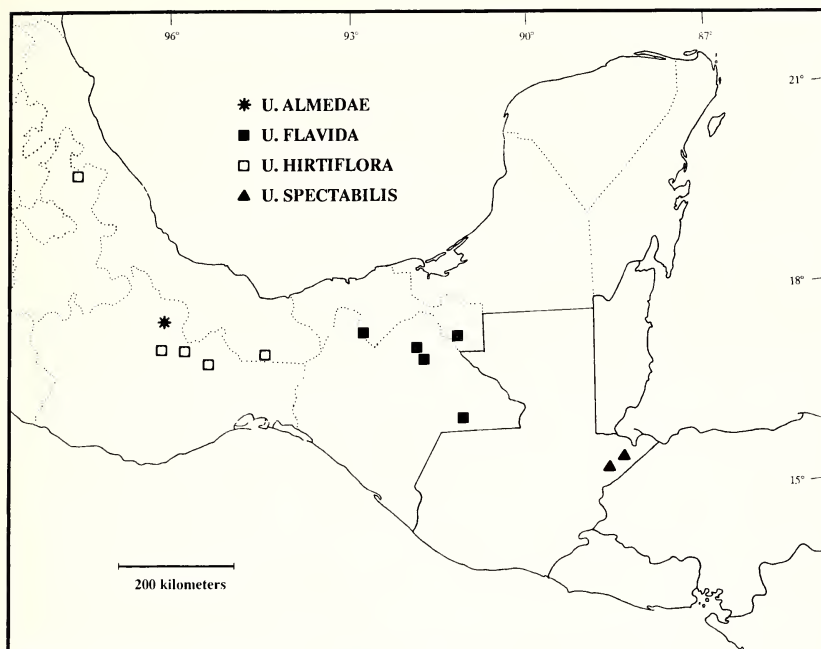 96° 93° 90° 87°
21°
✷ U. ALMEDAE
■ U. FLAVIDA
□ U. HIRTIFLORA
▲ U. SPECTABILIS
18°
15°
200 kilometers